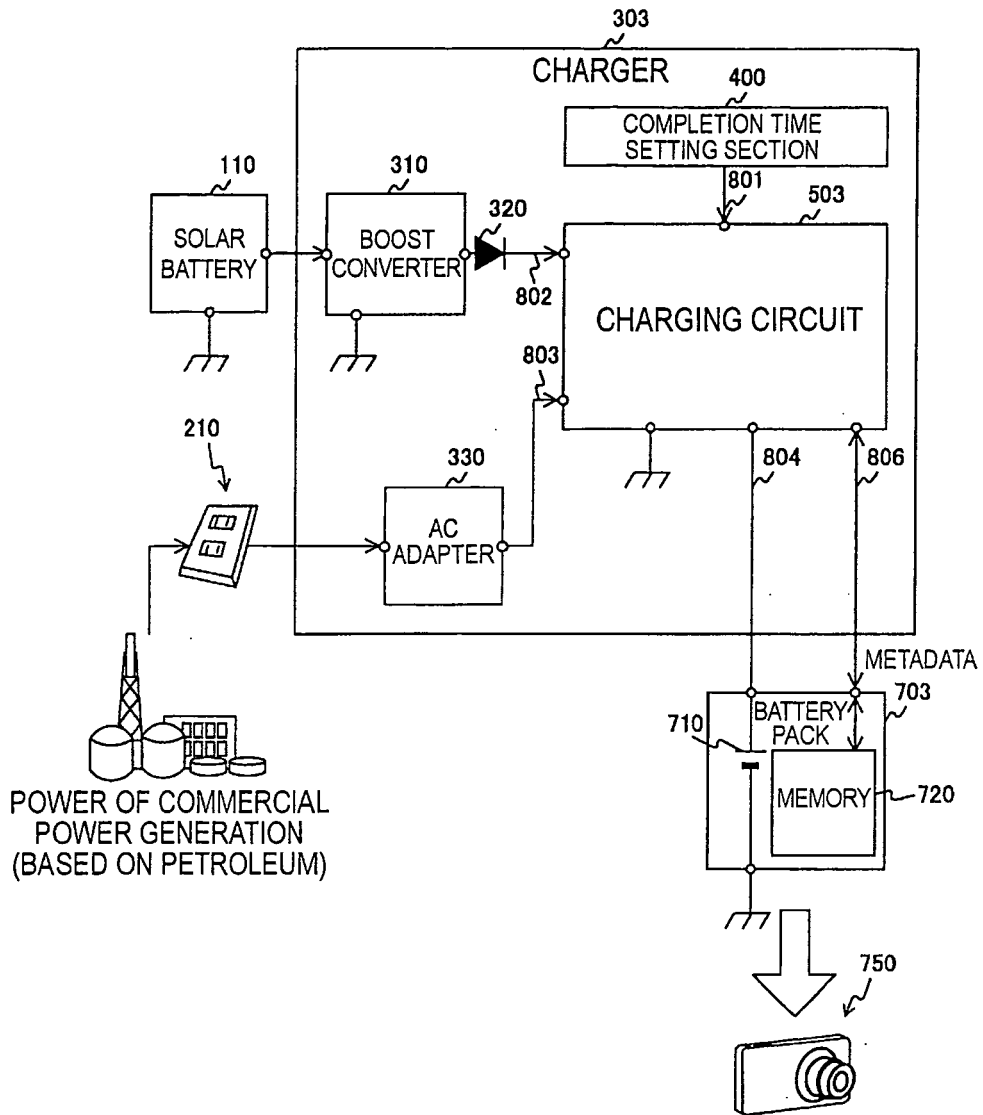 303
CHARGER
400
COMPLETION TIME
SETTING SECTION
801
503
110
SOLAR
BATTERY
310
BOOST
CONVERTER
320
802
CHARGING CIRCUIT
803
210
330
AC
ADAPTER
804
806
METADATA
703
BATTERY
PACK
710
MEMORY
720
POWER OF COMMERCIAL
POWER GENERATION
(BASED ON PETROLEUM)
750